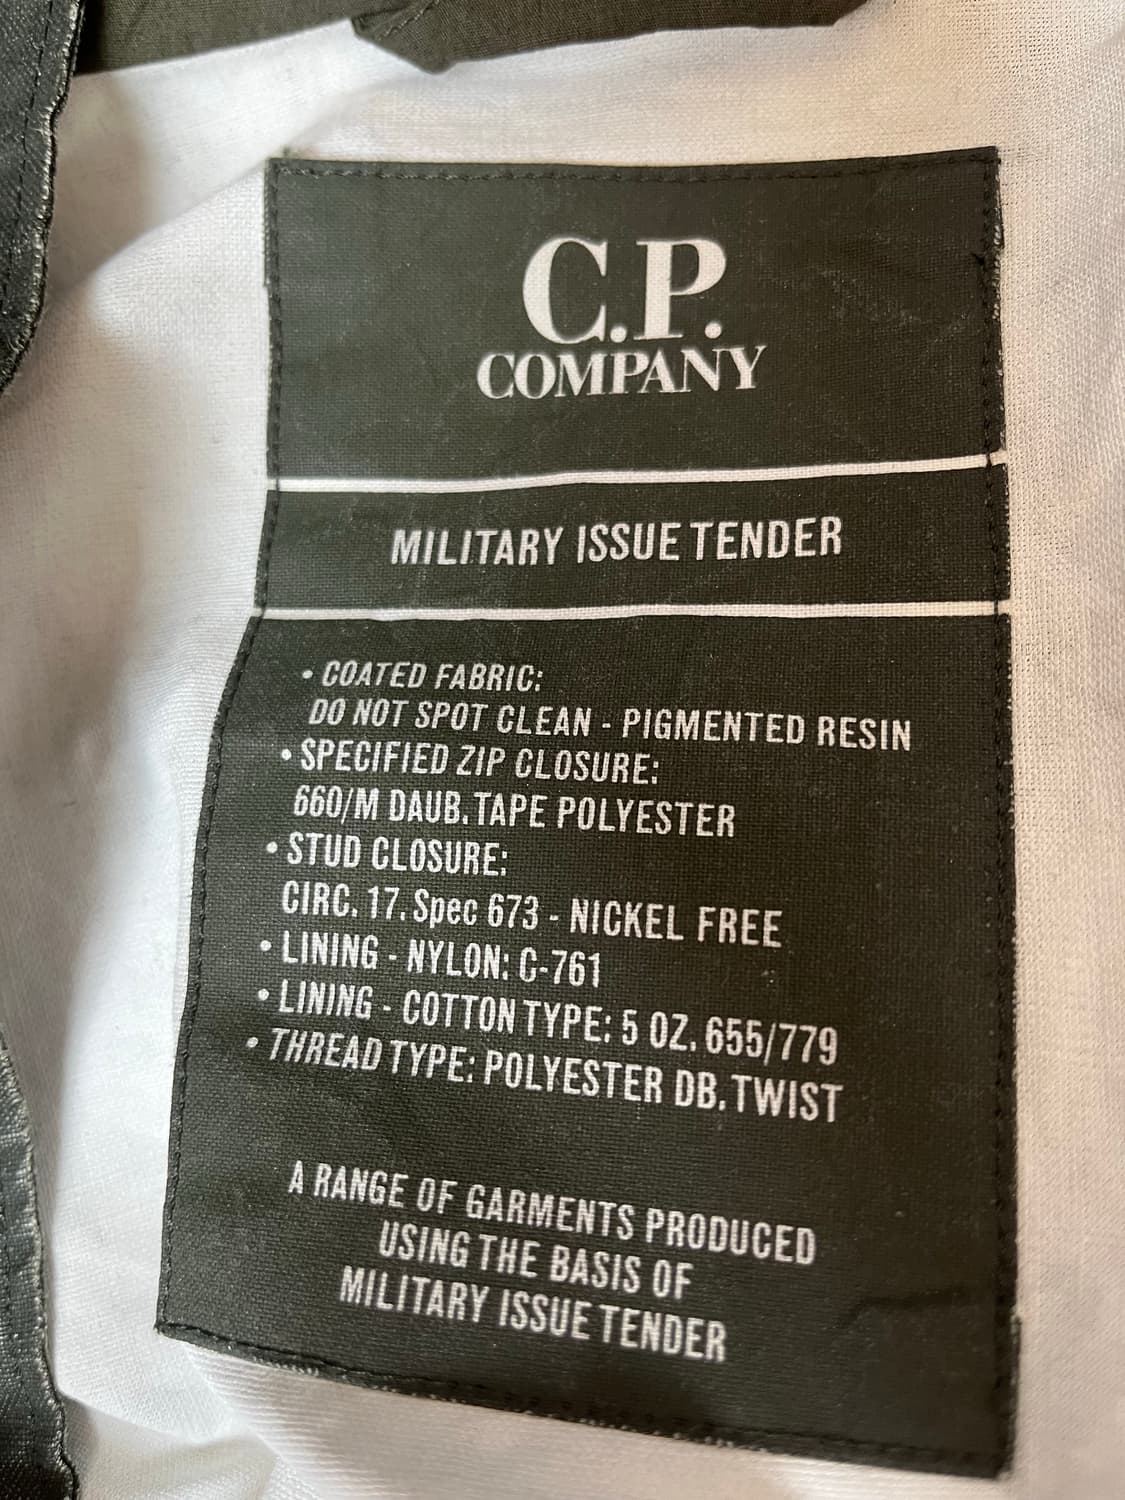 C.P.
COMPANY
MILITARY ISSUE TENDER
• COATED FABRIC:
DO NOT SPOT CLEAN - PIGMENTED RESIN
• SPECIFIED ZIP CLOSURE:
660/M DAUB. TAPE POLYESTER
• STUD CLOSURE:
CIRC. 17. Spec 673 - NICKEL FREE
• LINING - NYLON: C-761
• LINING - COTTON TYPE: 5 OZ. 655/779
• THREAD TYPE: POLYESTER DB. TWIST
A RANGE OF GARMENTS PRODUCED
USING THE BASIS OF
MILITARY ISSUE TENDER